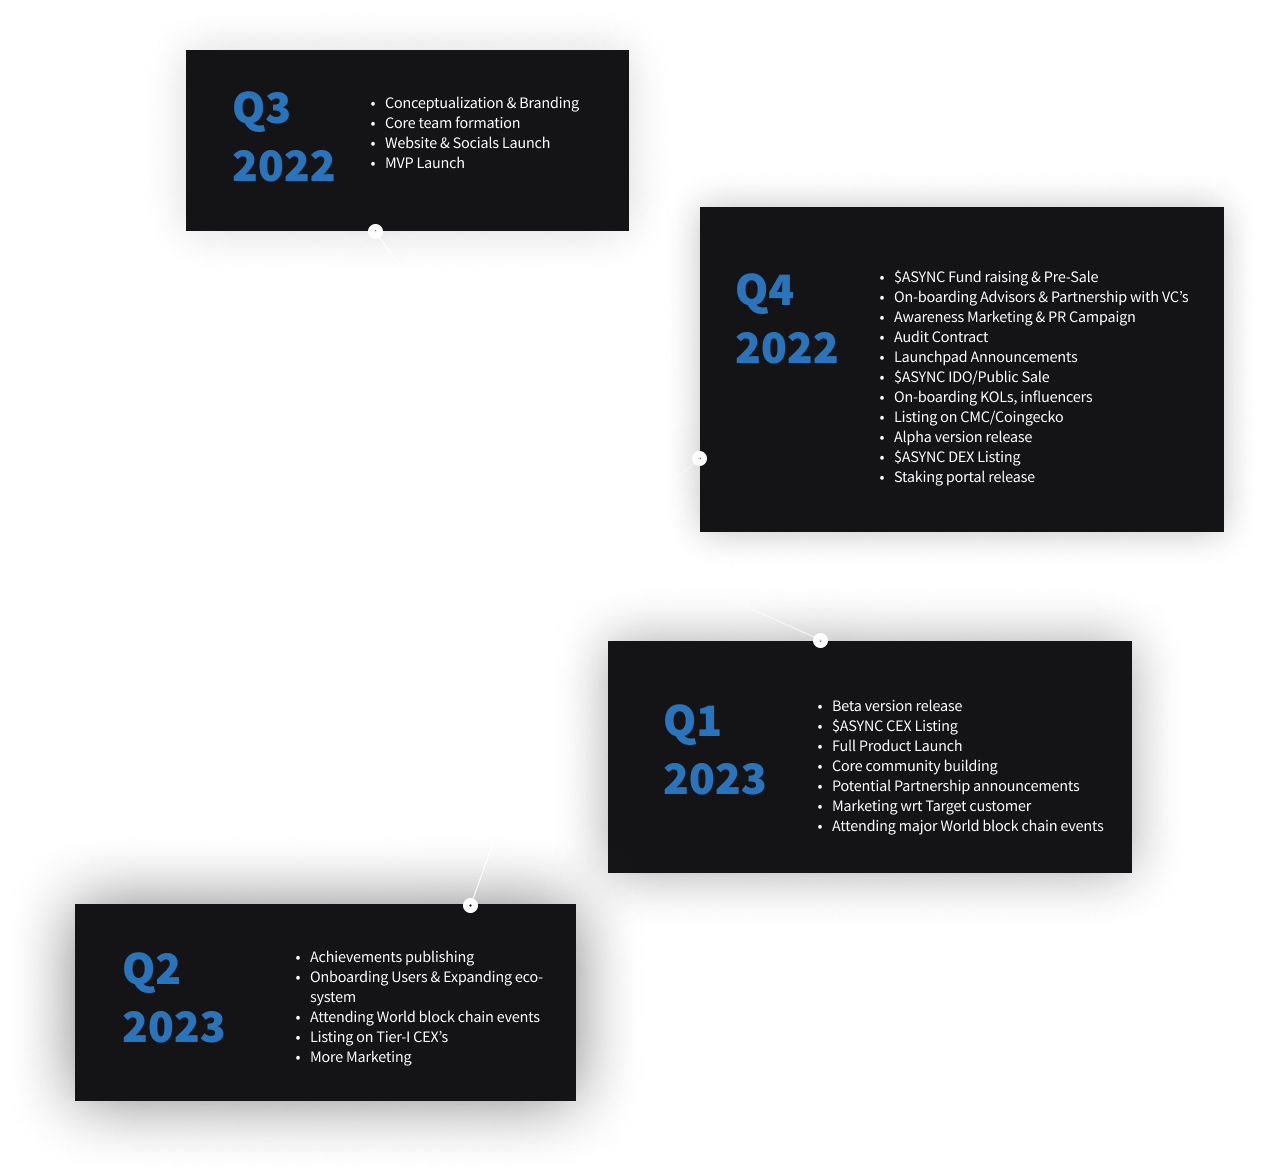 Q3
2022
• Conceptualization & Branding
• Core team formation
• Website & Socials Launch
• MVP Launch
Q4
2022
• $ASYNC Fund raising & Pre-Sale
• On-boarding Advisors & Partnership with VC’s
• Awareness Marketing & PR Campaign
• Audit Contract
• Launchpad Announcements
• $ASYNC IDO/Public Sale
• On-boarding KOLs, influencers
• Listing on CMC/Coingecko
• Alpha version release
• $ASYNC DEX Listing
• Staking portal release
Q1
2023
• Beta version release
• $ASYNC CEX Listing
• Full Product Launch
• Core community building
• Potential Partnership announcements
• Marketing wrt Target customer
• Attending major World block chain events
Q2
2023
• Achievements publishing
• Onboarding Users & Expanding eco-
system
• Attending World block chain events
• Listing on Tier-I CEX’s
• More Marketing